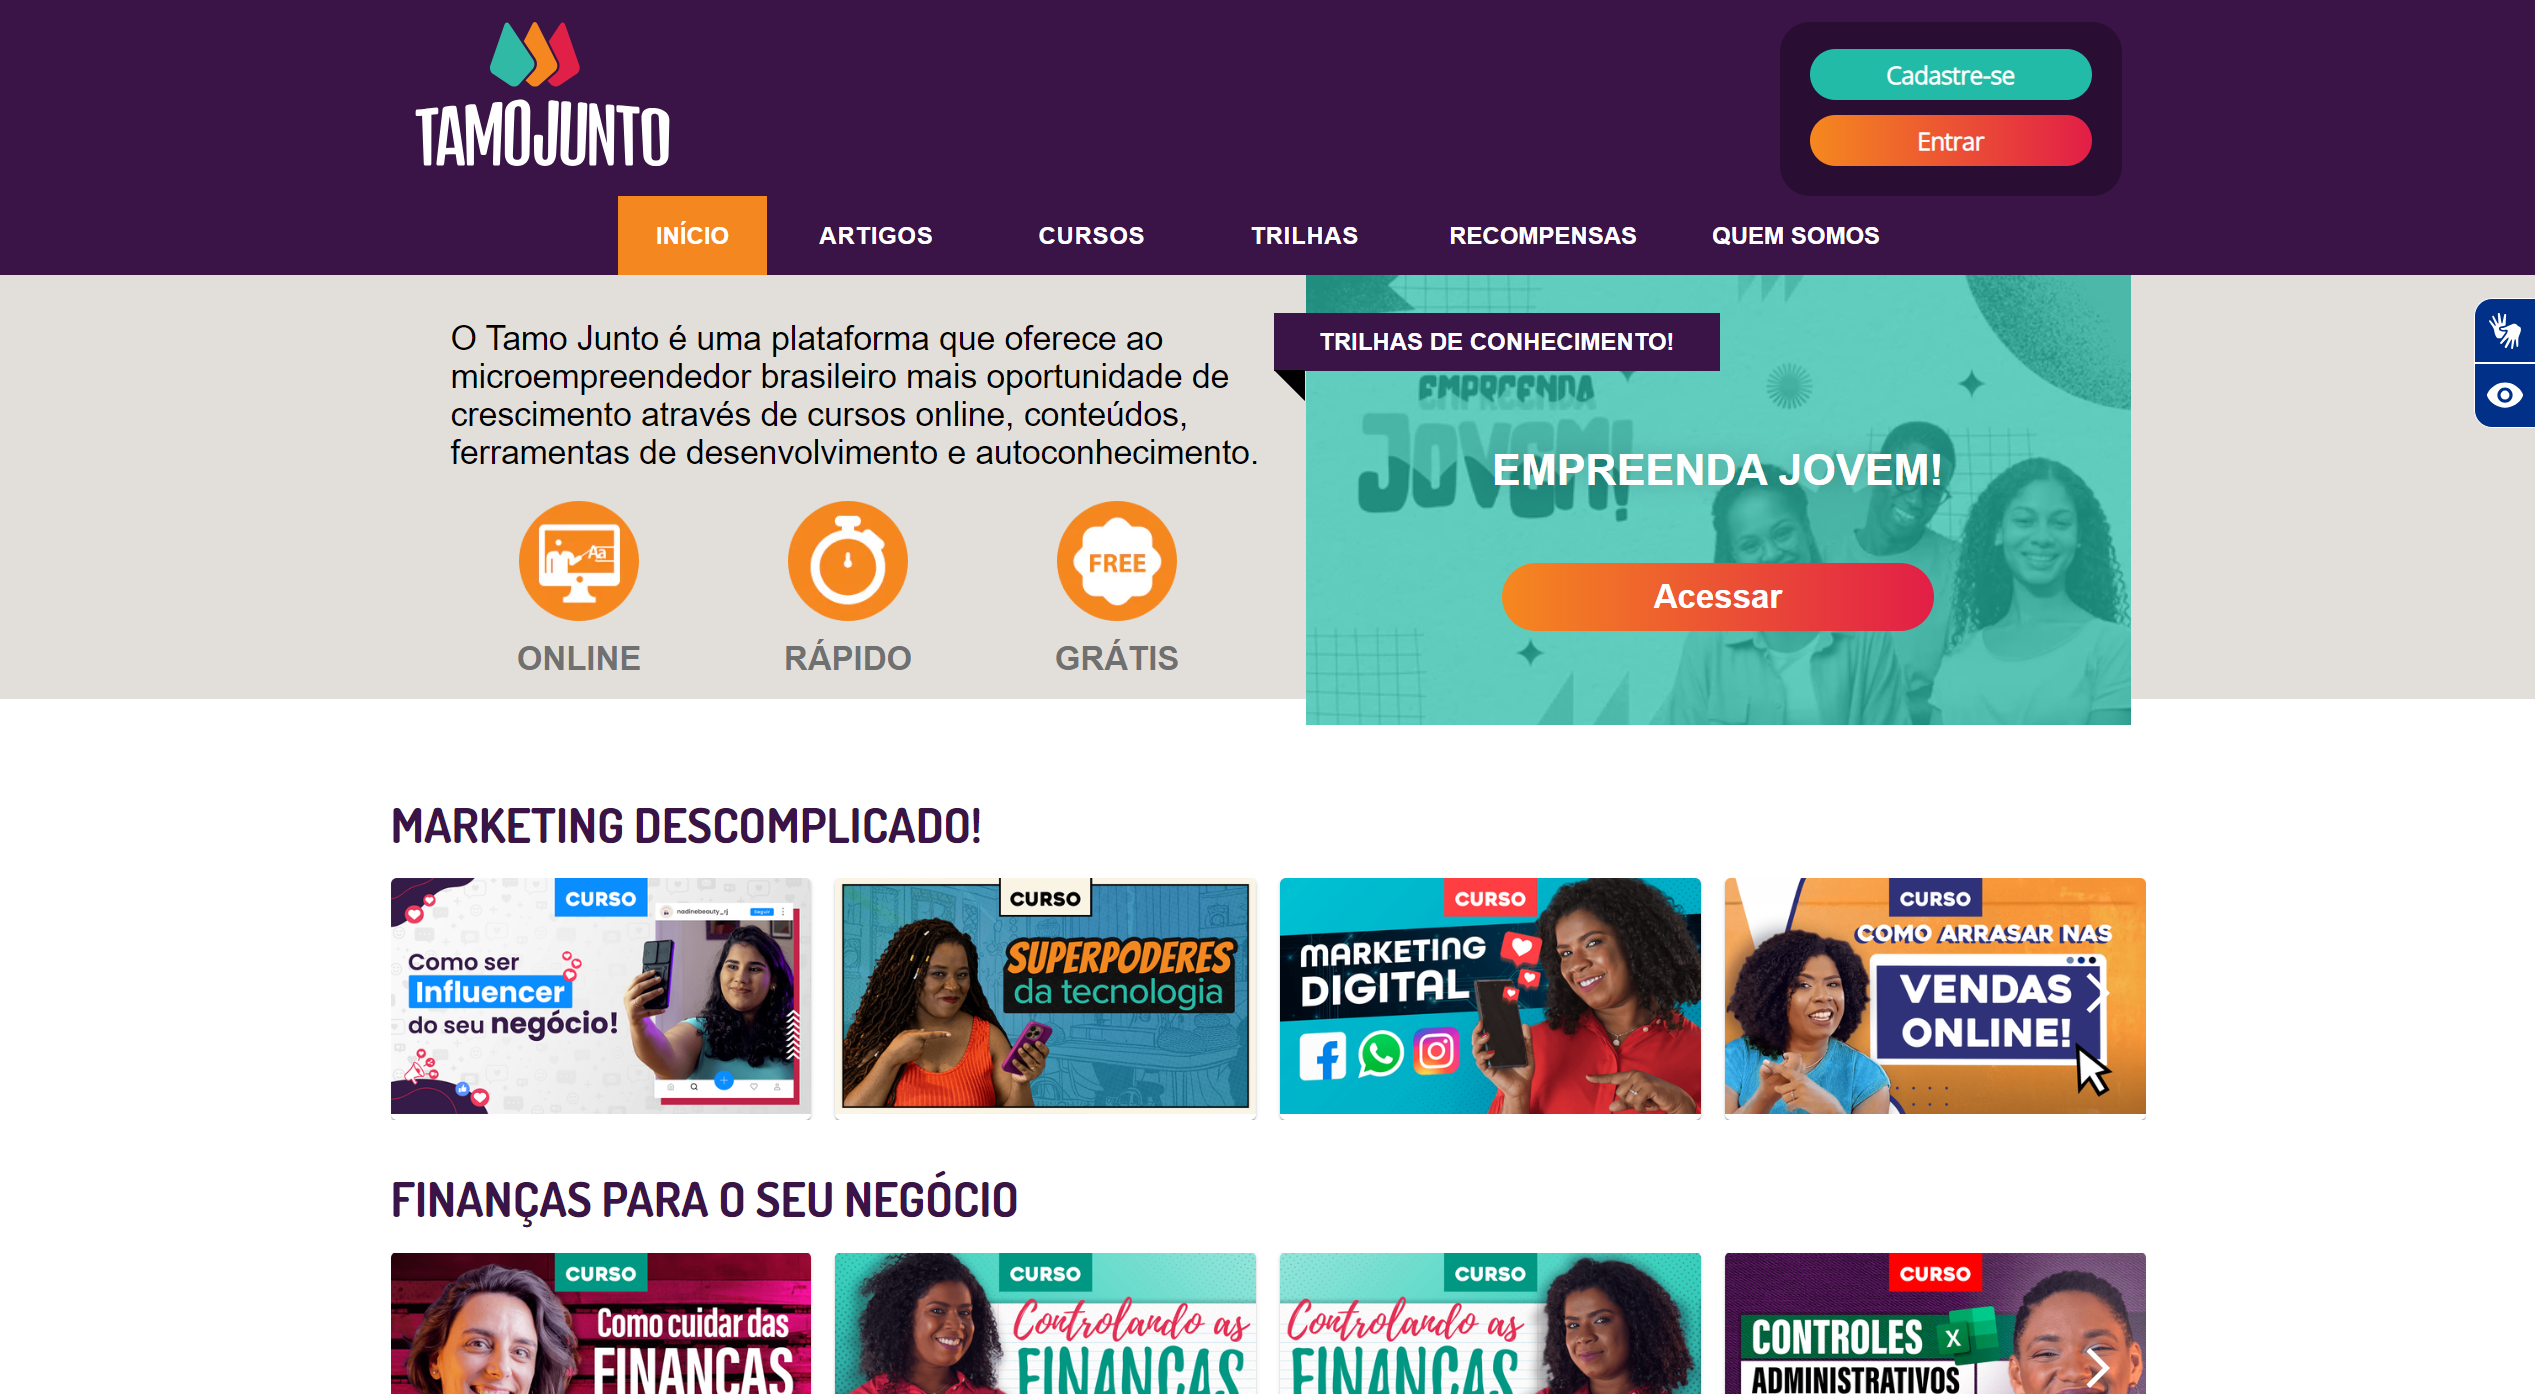 TAMOJUNTO
Cadastre-se
Entrar
INÍCIO
ARTIGOS
CURSOS
TRILHAS
RECOMPENSAS
QUEM SOMOS
O Tamo Junto é uma plataforma que oferece ao
microempreendedor brasileiro mais oportunidade de
crescimento através de cursos online, conteúdos,
ferramentas de desenvolvimento e autoconhecimento.
Aa
FREE
ONLINE
RÁPIDO
GRÁTIS
TRILHAS DE CONHECIMENTO!
EMPREENDA
JOVEM!
EMPREENDA JOVEM!
Acessar
MARKETING DESCOMPLICADO!
CURSO
nadinebeauty_rj
Seguir
Como ser
Influencer
do seu negócio!
CURSO
SUPERPODERES
da tecnologia
CURSO
MARKETING
DIGITAL
CURSO
COMO ARRASAR NAS
VENDAS
ONLINE!
FINANÇAS PARA O SEU NEGÓCIO
CURSO
Como cuidar das
FINANÇAS
CURSO
Controlando as
FINANÇAS
CURSO
Controlando as
FINANÇAS
CURSO
CONTROLES
X
ADMINISTRATIVOS